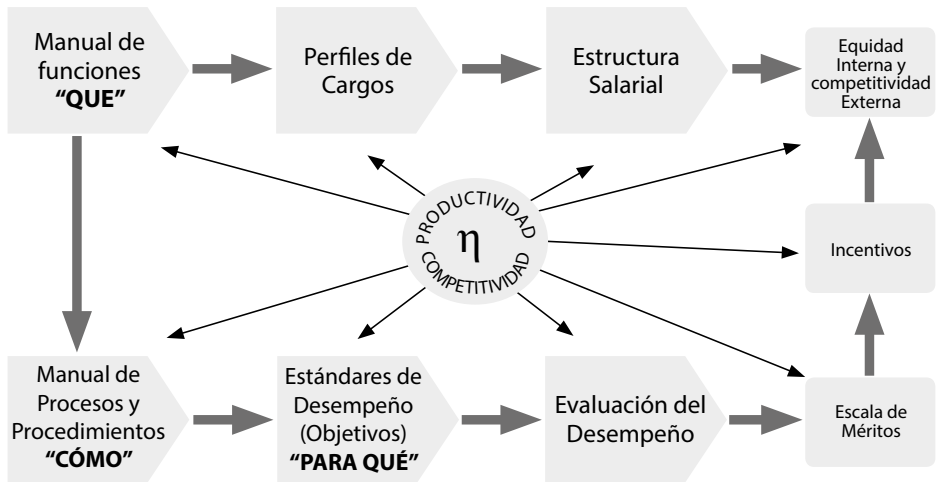 Manual de
funciones
“QUE”
Perfiles de
Cargos
Estructura
Salarial
Equidad
Interna y
competitividad
Externa
PRODUCTIVIDAD
η
COMPETITIVIDAD
Incentivos
Manual de
Procesos y
Procedimientos
“CÓMO”
Estándares de
Desempeño
(Objetivos)
“PARA QUÉ”
Evaluación del
Desempeño
Escala de
Méritos